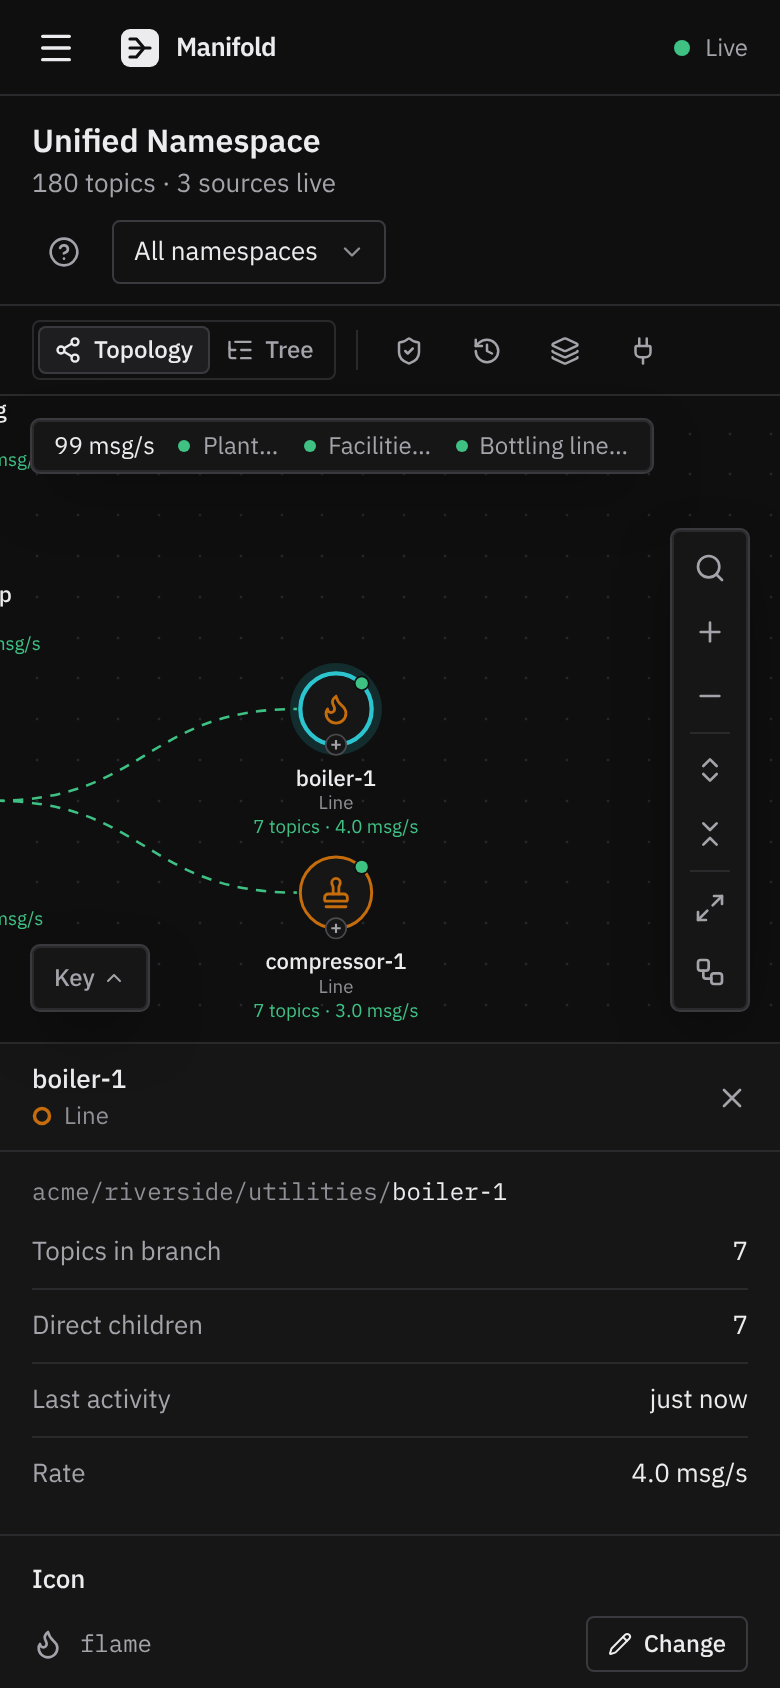 Manifold
Live
Unified Namespace
180 topics · 3 sources live
All namespaces
Topology
Tree
g
msg/
99 msg/s
Plant...
Facilitie...
Bottling line...
p
msg/s
boiler-1
Line
7 topics · 4.0 msg/s
compressor-1
Line
7 topics · 3.0 msg/s
msg/s
Key
boiler-1
Line
acme/riverside/utilities/boiler-1
Topics in branch
7
Direct children
7
Last activity
just now
Rate
4.0 msg/s
Icon
flame
Change